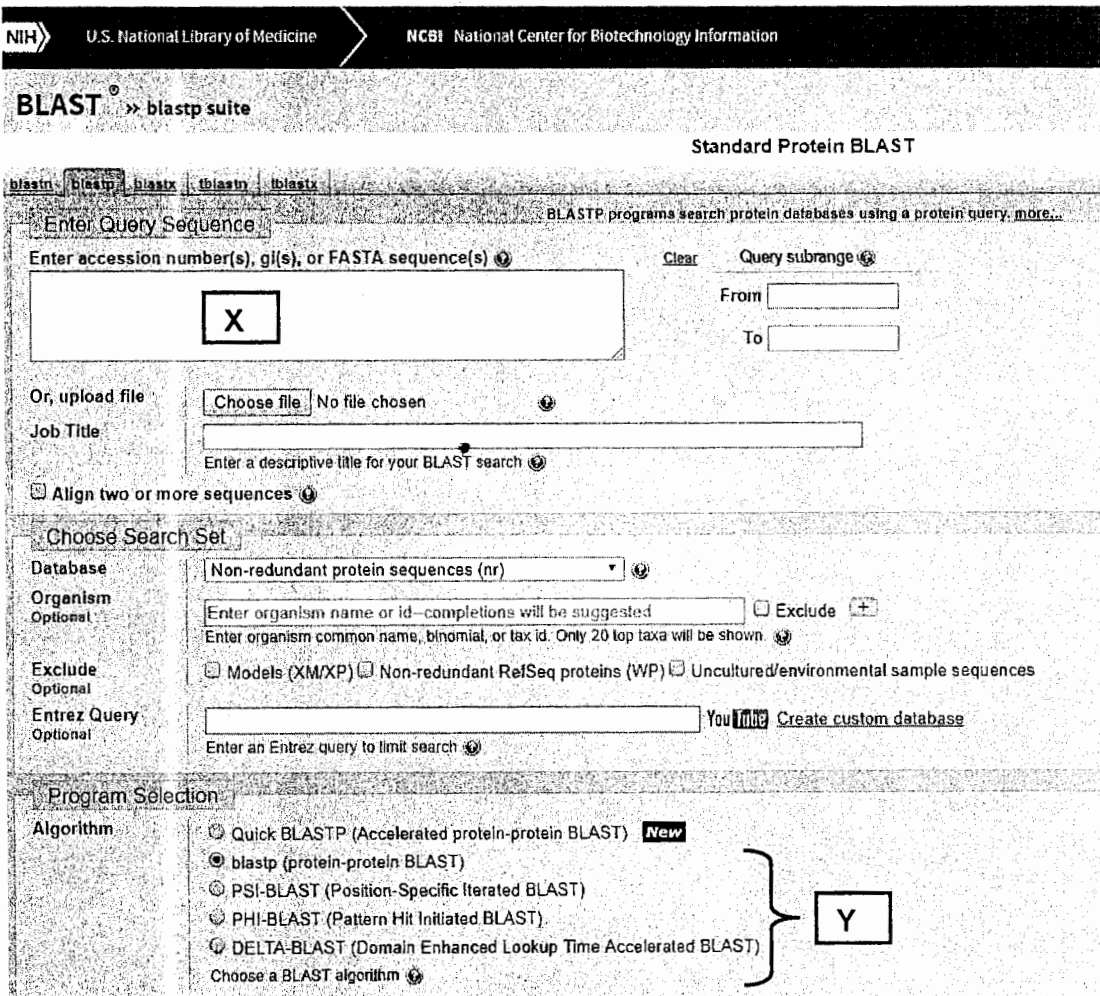 NIH U.S. National Library of Medicine NCBI National Center for Biotechnology Information
BLAST ® » blastp suite
Standard Protein BLAST
blastn blastp blastx tblastn tblastx
Enter Query Sequence BLASTP programs search protein databases using a protein query. more...
Enter accession number(s), gi(s), or FASTA sequence(s) Clear Query subrange
X
From
To
Or, upload file Choose file No file chosen
Job Title
Enter a descriptive title for your BLAST search
Align two or more sequences
Choose Search Set
Database Non-redundant protein sequences (nr)
Organism
Optional
Enter organism name or id--completions will be suggested Exclude +
Enter organism common name, binomial, or tax id. Only 20 top taxa will be shown.
Exclude
Optional
Models (XM/XP) Non-redundant RefSeq proteins (WP) Uncultured/environmental sample sequences
Entrez Query
Optional
YouTube Create custom database
Enter an Entrez query to limit search
Program Selection
Algorithm
Quick BLASTP (Accelerated protein-protein BLAST) New
blastp (protein-protein BLAST)
PSI-BLAST (Position-Specific Iterated BLAST)
PHI-BLAST (Pattern Hit Initiated BLAST)
DELTA-BLAST (Domain Enhanced Lookup Time Accelerated BLAST)
Choose a BLAST algorithm
Y